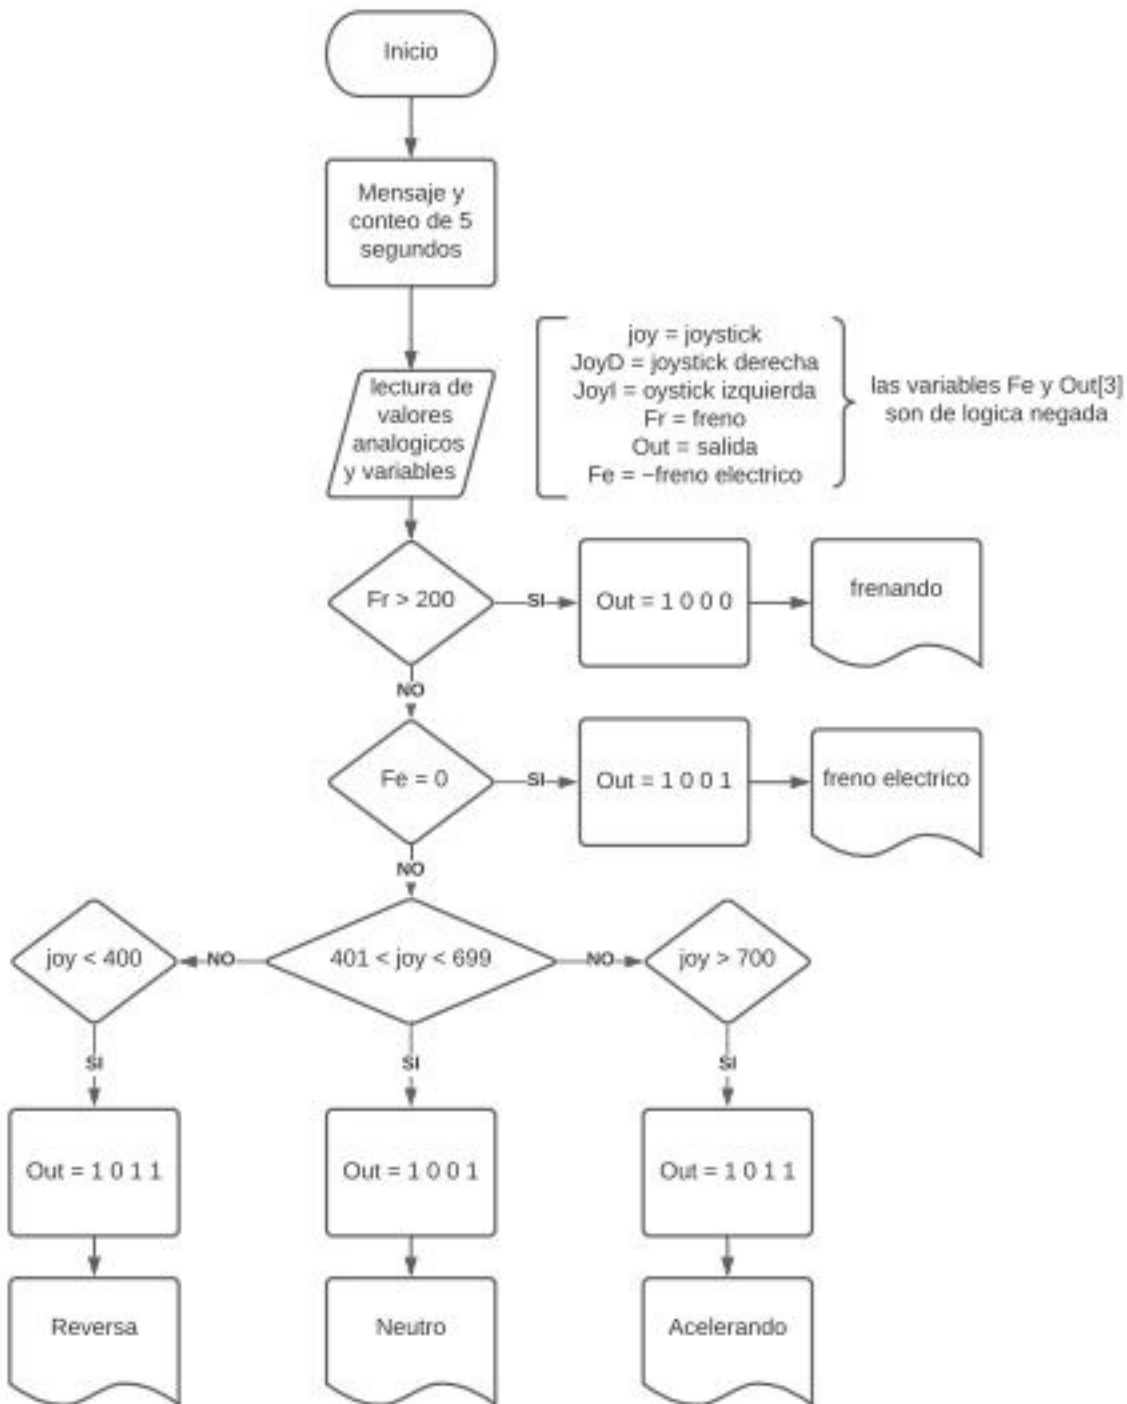 Inicio
Mensaje y
conteo de 5
segundos
joy = joystick
JoyD = joystick derecha
JoyI = oystick izquierda
Fr = freno
Out = salida
Fe = −freno electrico
las variables Fe y Out[3]
son de logica negada
lectura de
valores
analogicos
y variables
Fr > 200
SI
Out = 1 0 0 0
frenando
NO
Fe = 0
SI
Out = 1 0 0 1
freno electrico
NO
joy < 400
NO
401 < joy < 699
NO
joy > 700
SI
SI
SI
Out = 1 0 1 1
Out = 1 0 0 1
Out = 1 0 1 1
Reversa
Neutro
Acelerando